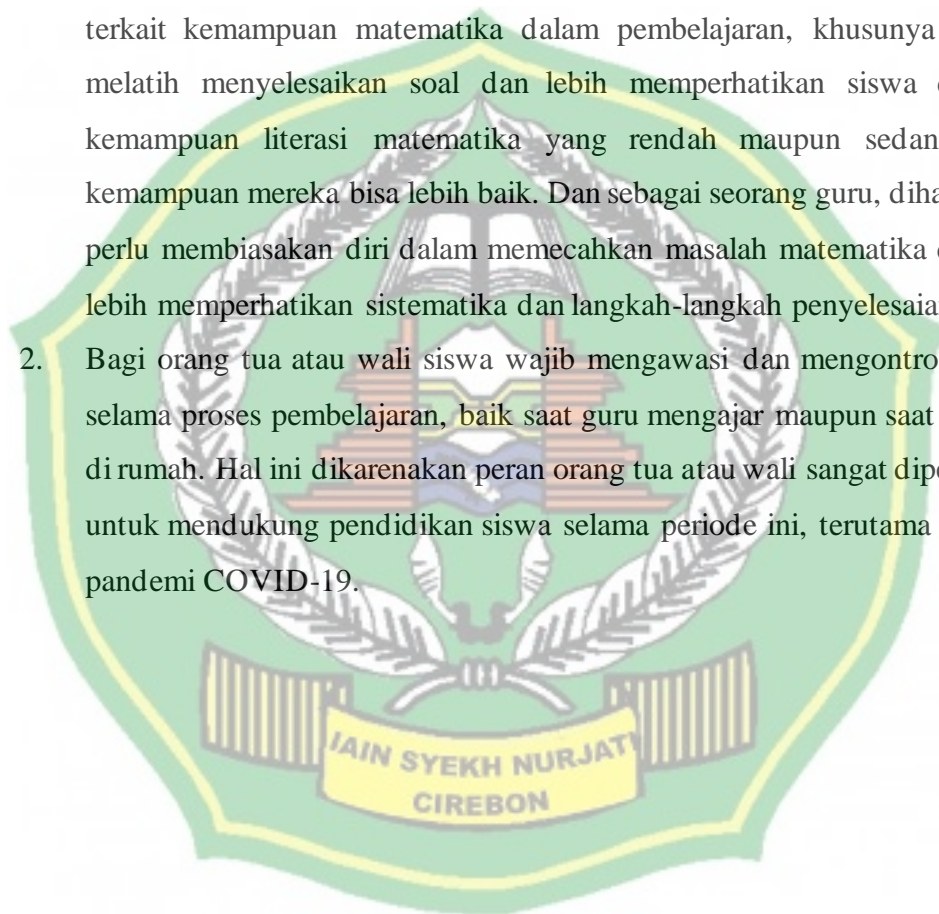 terkait kemampuan matematika dalam pembelajaran, khusunya
melatih menyelesaikan soal dan lebih memperhatikan siswa
kemampuan literasi matematika yang rendah maupun sedan
kemampuan mereka bisa lebih baik. Dan sebagai seorang guru, diha
perlu membiasakan diri dalam memecahkan masalah matematika
lebih memperhatikan sistematika dan langkah-langkah penyelesaia
2. Bagi orang tua atau wali siswa wajib mengawasi dan mengontro
selama proses pembelajaran, baik saat guru mengajar maupun saat
di rumah. Hal ini dikarenakan peran orang tua atau wali sangat dipe
untuk mendukung pendidikan siswa selama periode ini, terutama
pandemi COVID-19.
IAIN SYEKH NURJATI
CIREBON